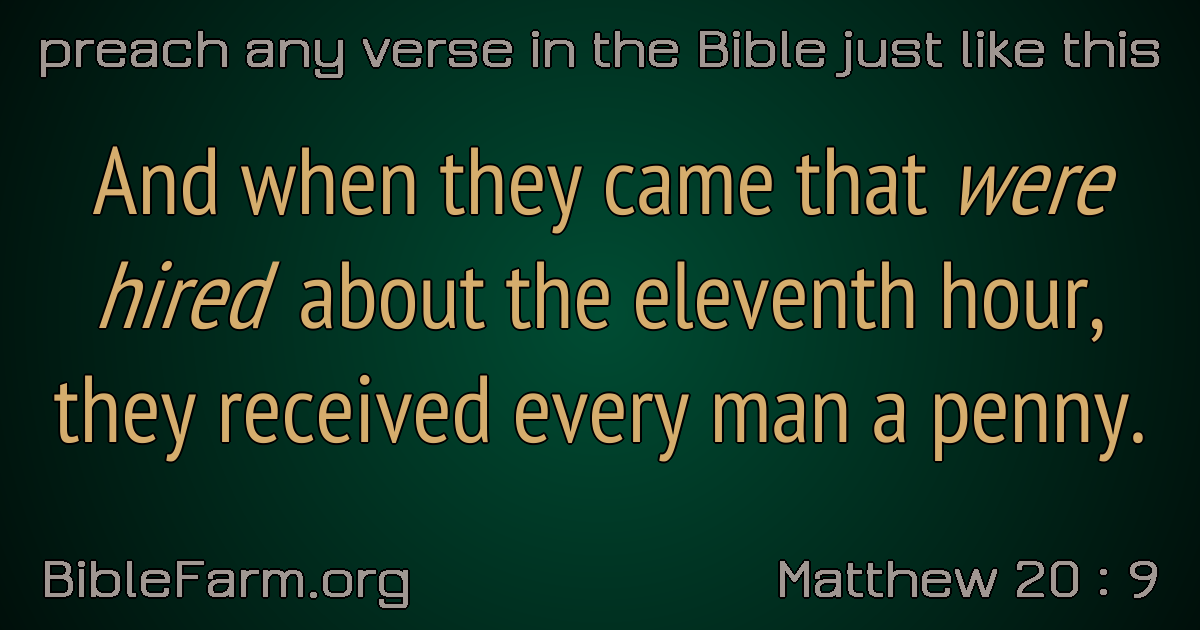 preach any verse in the Bible just like this
And when they came that were
hired about the eleventh hour,
they received every man a penny.
BibleFarm.org
Matthew 20 : 9